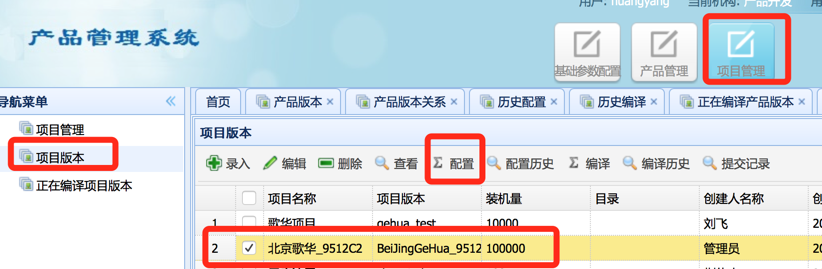 用户: huangyang 当前机构: 产品开发
产品管理系统
基础参数配置 产品管理 项目管理
导航菜单
首页 产品版本 产品版本关系 历史配置 历史编译 正在编译产品版本
项目管理
项目版本
正在编译项目版本
项目版本
录入 编辑 删除 查看 配置 配置历史 编译 编译历史 提交记录
项目名称 项目版本 装机量 目录 创建人名称 创
1 歌华项目 gehua_test 10000 刘飞 20
2 北京歌华_9512C2 BeiJingGeHua_9512 100000 管理员 20